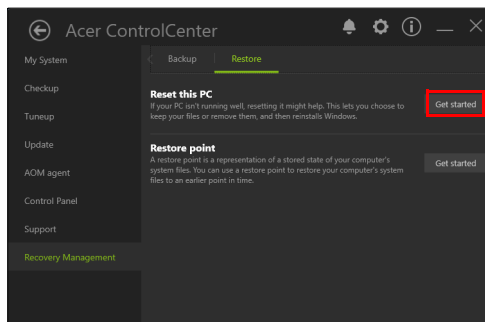 Acer ControlCenter
My System
Checkup
Tuneup
Update
AOM agent
Control Panel
Support
Recovery Management
Backup
Restore
Reset this PC
If your PC isn't running well, resetting it might help. This lets you choose to
keep your files or remove them, and then reinstalls Windows.
Get started
Restore point
A restore point is a representation of a stored state of your computer's
system files. You can use a restore point to restore your computer's system
files to an earlier point in time.
Get started